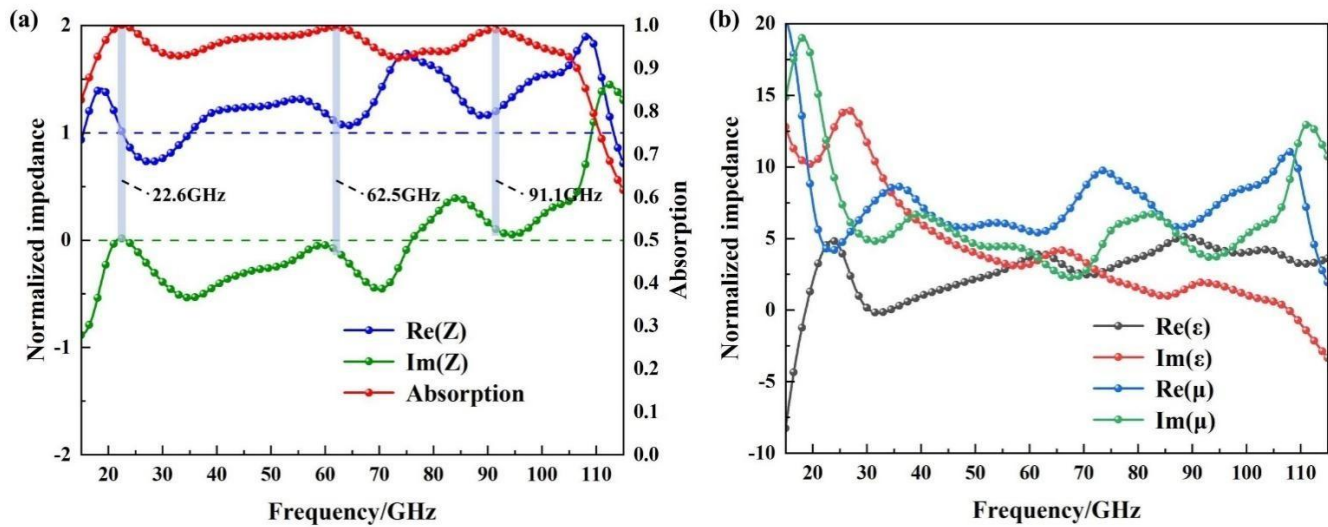 (a)
Normalized impedance
2
1
0
-1
-2
22.6GHz
62.5GHz
91.1GHz
Re(Z)
Im(Z)
Absorption
1.0
0.9
0.8
0.7
0.6
0.5
0.4
0.3
0.2
0.1
0.0
Absorption
20 30 40 50 60 70 80 90 100 110
Frequency/GHz
(b)
Normalized impedance
20
15
10
5
0
-5
-10
Re(ε)
Im(ε)
Re(μ)
Im(μ)
20 30 40 50 60 70 80 90 100 110
Frequency/GHz